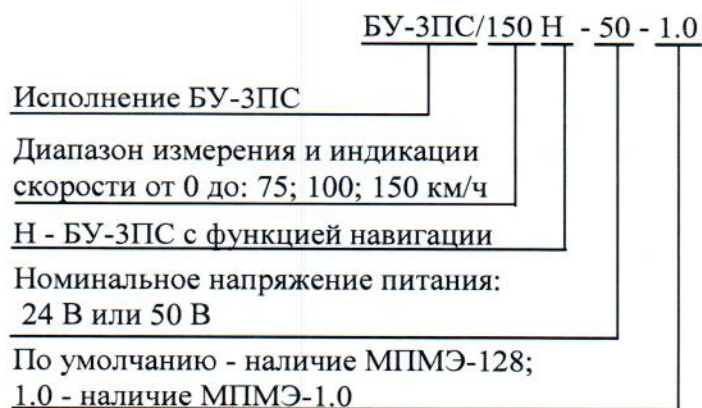 БУ-3ПС/150 Н - 50 - 1.0
Исполнение БУ-3ПС
Диапазон измерения и индикации
скорости от 0 до: 75; 100; 150 км/ч
Н - БУ-3ПС с функцией навигации
Номинальное напряжение питания:
24 В или 50 В
По умолчанию - наличие МПМЭ-128;
1.0 - наличие МПМЭ-1.0